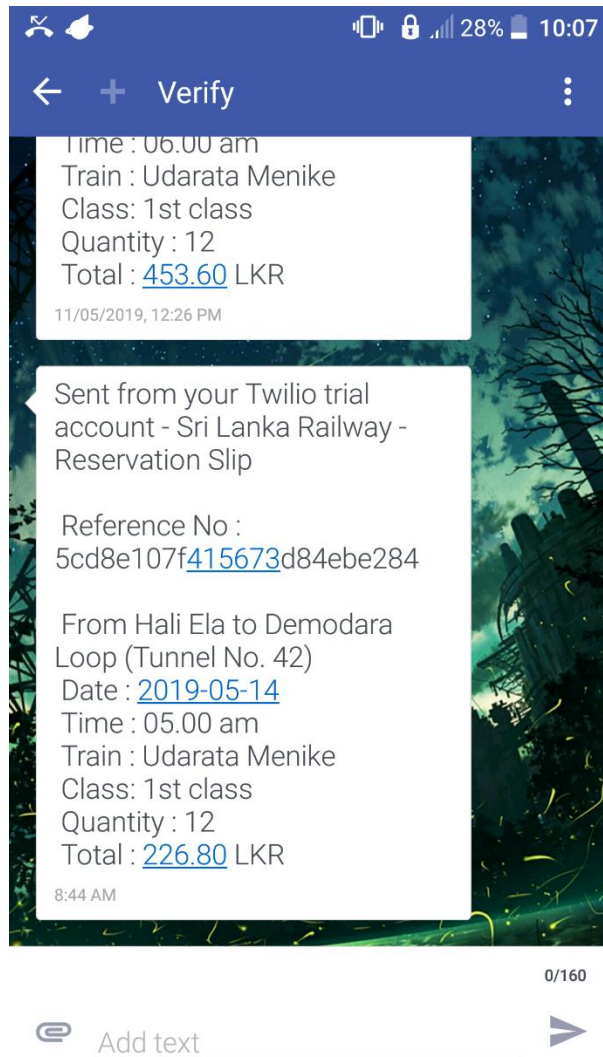 28% 10:07
Verify
Time : 06.00 am
Train : Udarata Menike
Class: 1st class
Quantity : 12
Total : 453.60 LKR
11/05/2019, 12:26 PM
Sent from your Twilio trial
account - Sri Lanka Railway -
Reservation Slip
Reference No :
5cd8e107f415673d84ebe284
From Hali Ela to Demodara
Loop (Tunnel No. 42)
Date : 2019-05-14
Time : 05.00 am
Train : Udarata Menike
Class: 1st class
Quantity : 12
Total : 226.80 LKR
8:44 AM
0/160
Add text